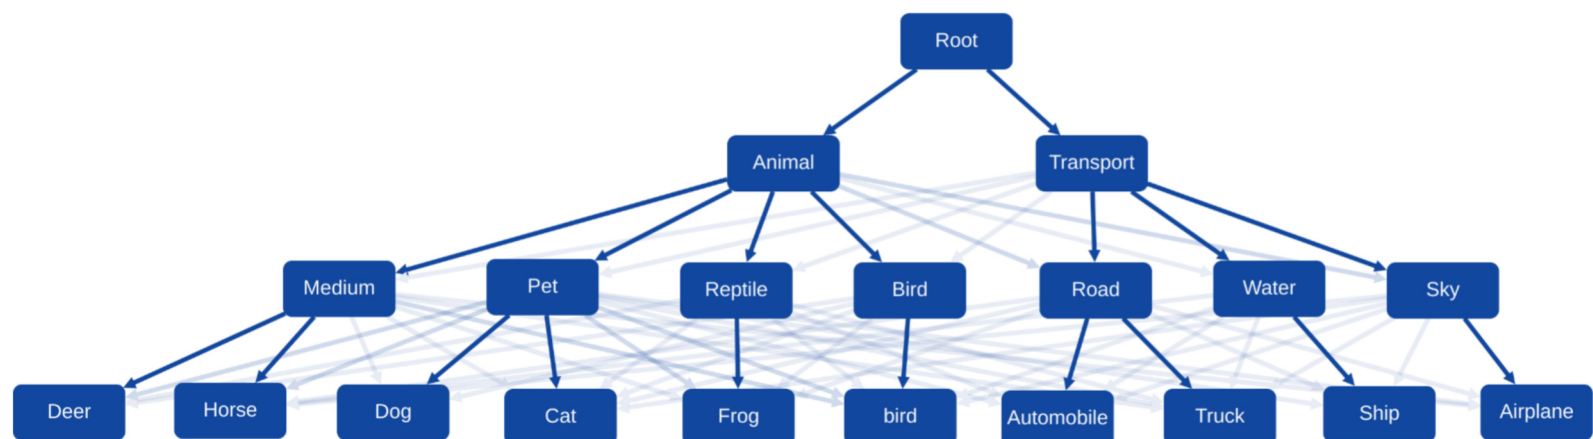 Root
Animal
Transport
Medium
Pet
Reptile
Bird
Road
Water
Sky
Deer
Horse
Dog
Cat
Frog
bird
Automobile
Truck
Ship
Airplane